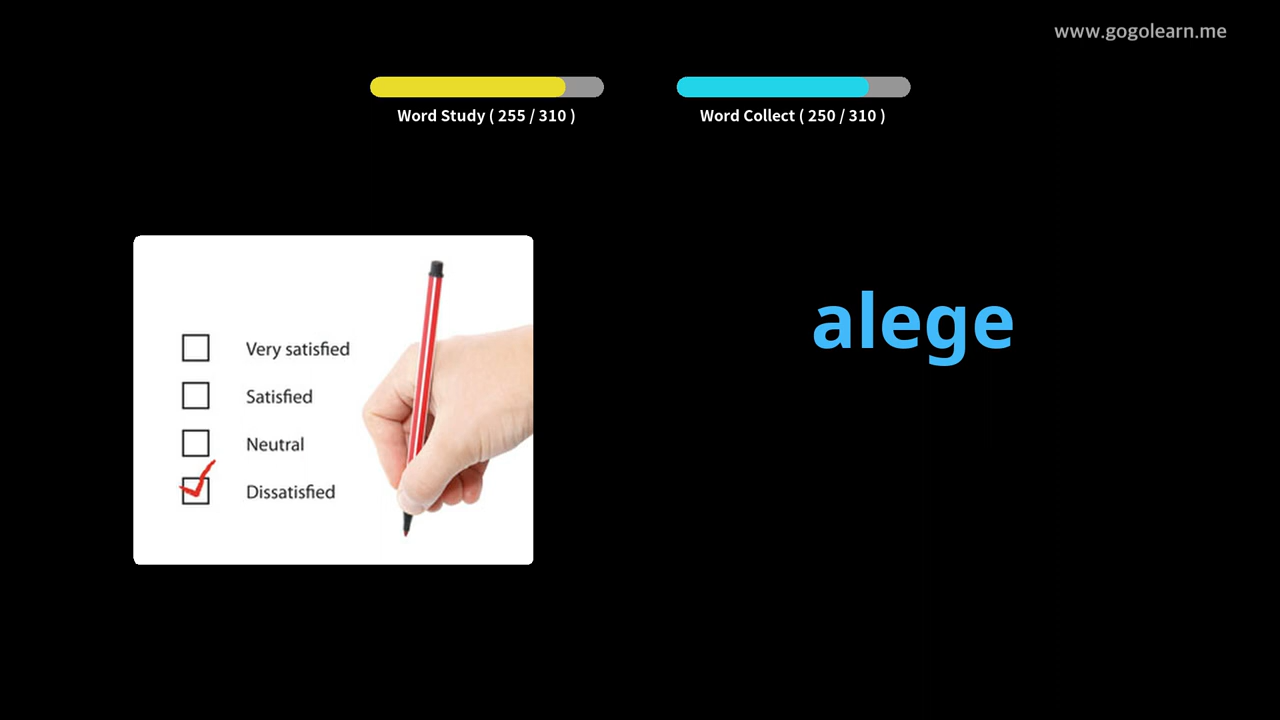 www.gogolearn.me
Word Study ( 255 / 310 )
Word Collect ( 250 / 310 )
alege
Very satisfied
Satisfied
Neutral
Dissatisfied